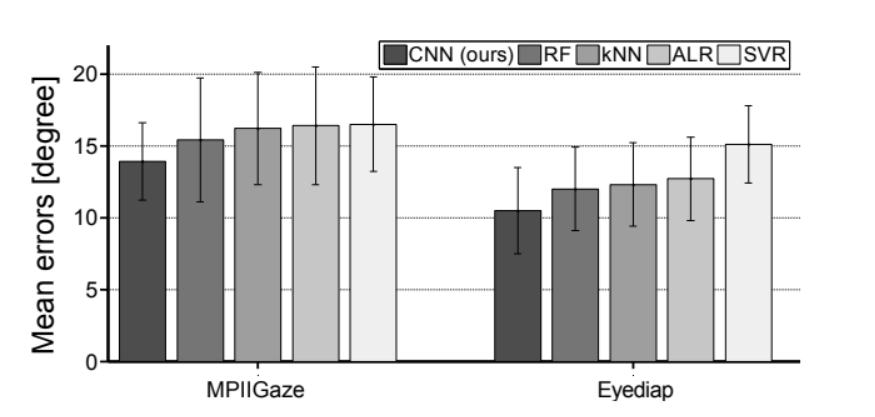 CNN (ours) RF kNN ALR SVR
Mean errors [degree]
20
15
10
5
0
MPIIGaze Eyediap